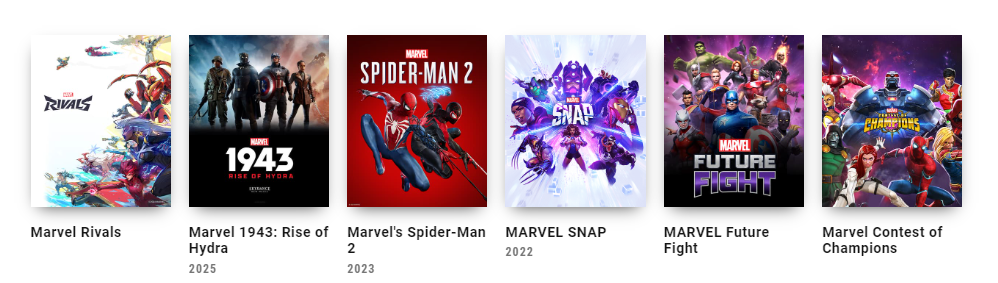 MARVEL
RIVALS
MARVEL
1943
RISE OF HYDRA
SKYDANCE
MARVEL
SPIDER-MAN 2
MARVEL
SNAP
MARVEL
FUTURE
FIGHT
MARVEL
CONTEST OF
CHAMPIONS
Marvel Rivals
Marvel 1943: Rise of
Hydra
2025
Marvel's Spider-Man
2
2023
MARVEL SNAP
2022
MARVEL Future
Fight
Marvel Contest of
Champions